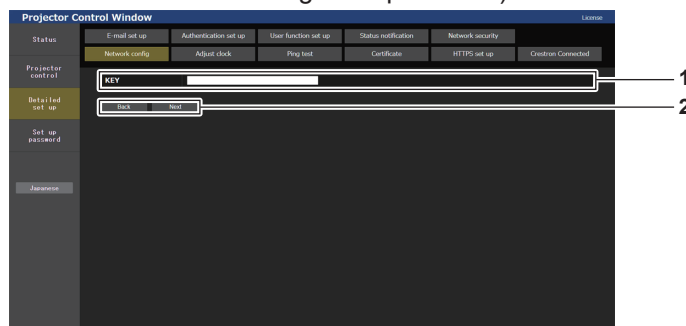 Projector Control Window
License
Status
E-mail set up
Authentication set up
User function set up
Status notification
Network security
Network config
Adjust clock
Ping test
Certificate
HTTPS set up
Crestron Connected
Projector control
KEY
1
Detailed set up
Back
Next
2
Set up password
Japanese